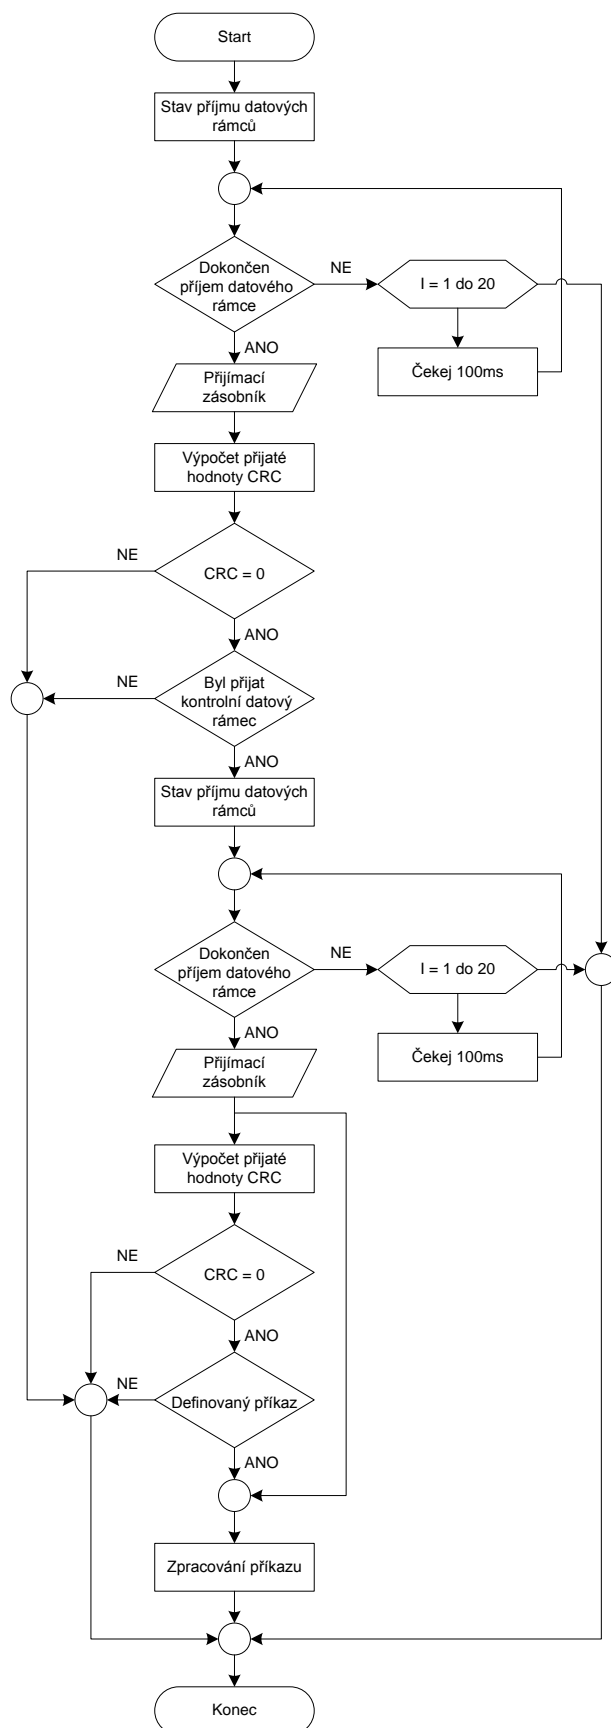 Start
Stav příjmu datových
rámců
Dokončen
příjem datového
rámce
NE
I = 1 do 20
ANO
Čekej 100ms
Přijímací
zásobník
Výpočet přijaté
hodnoty CRC
NE
CRC = 0
ANO
NE
Byl přijat
kontrolní datový
rámec
ANO
Stav příjmu datových
rámců
Dokončen
příjem datového
rámce
NE
I = 1 do 20
ANO
Čekej 100ms
Přijímací
zásobník
Výpočet přijaté
hodnoty CRC
NE
CRC = 0
ANO
NE
Definovaný příkaz
ANO
Zpracování příkazu
Konec